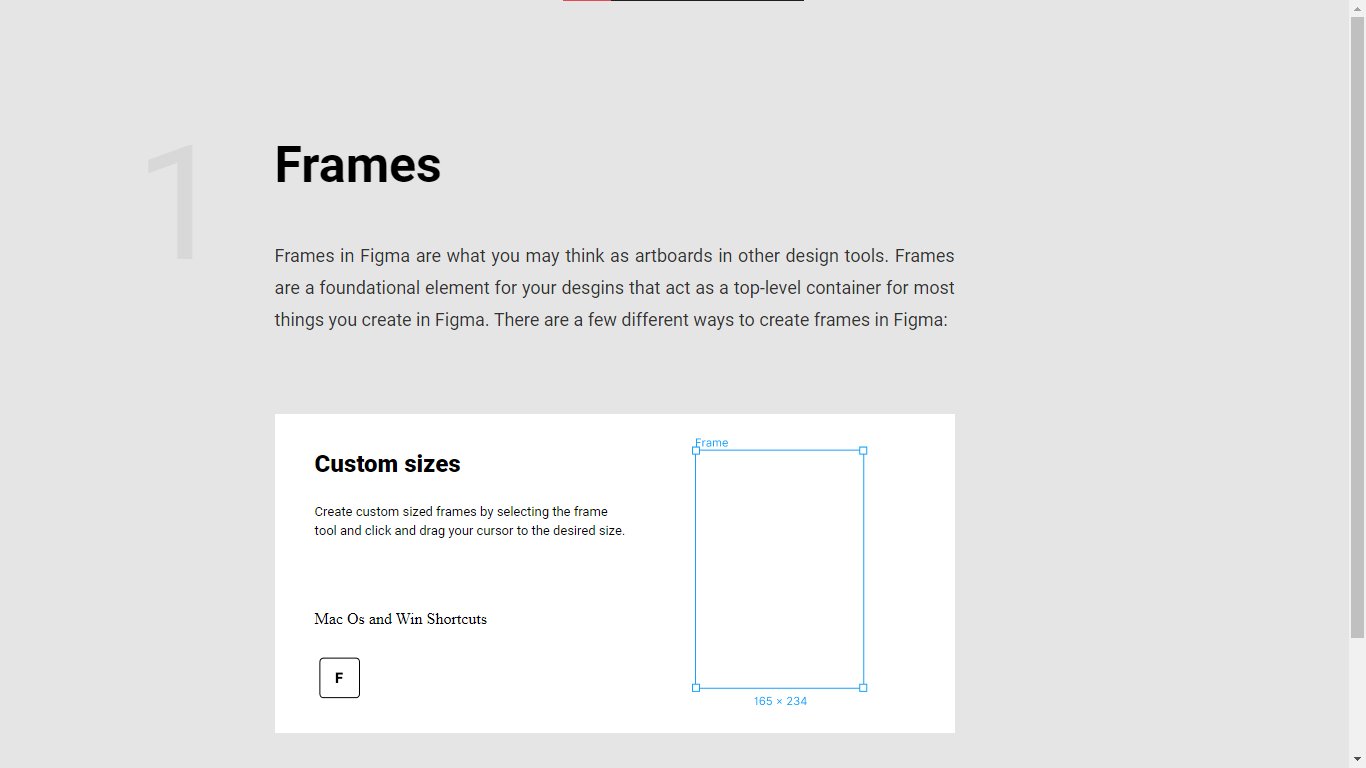 1
Frames
Frames in Figma are what you may think as artboards in other design tools. Frames
are a foundational element for your desgins that act as a top-level container for most
things you create in Figma. There are a few different ways to create frames in Figma:
Custom sizes
Create custom sized frames by selecting the frame
tool and click and drag your cursor to the desired size.
Mac Os and Win Shortcuts
F
Frame
165 × 234